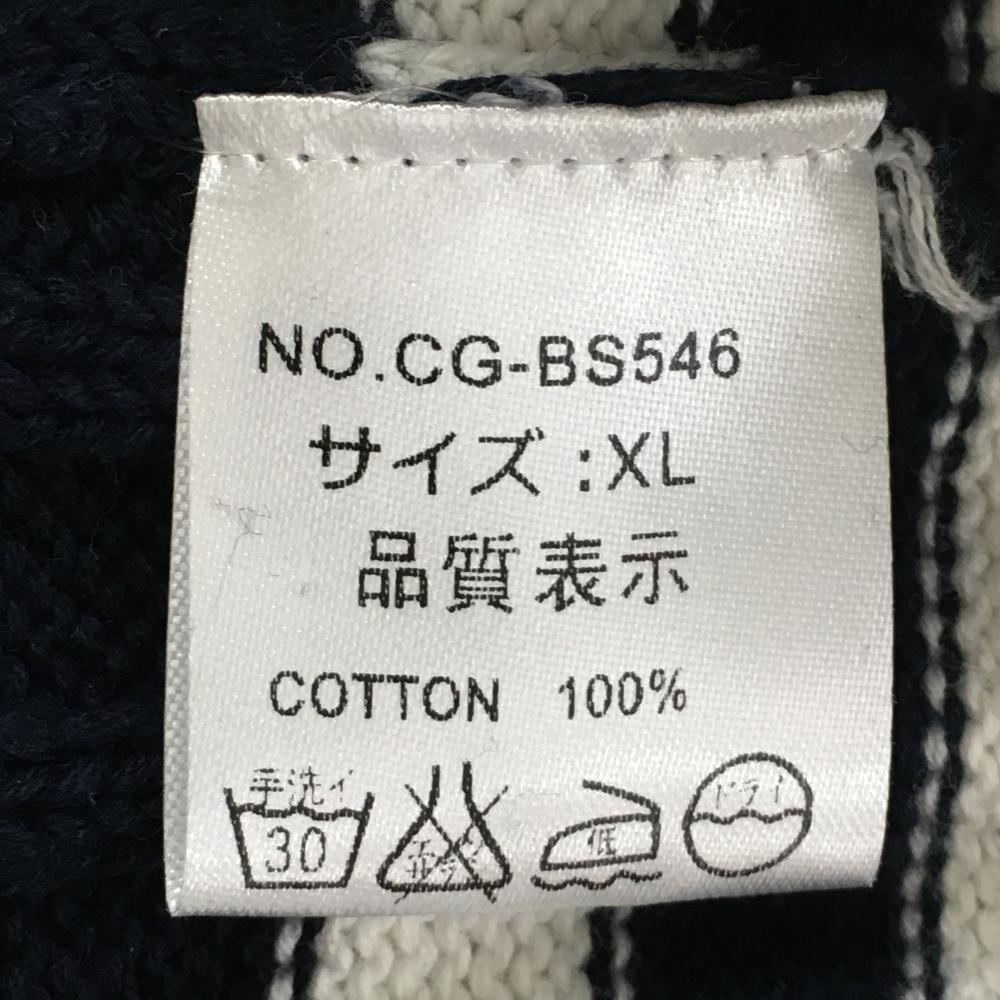 NO.CG-BS546
サイズ:XL
品質表示
COTTON 100%
手洗イ
30
低
ドライ